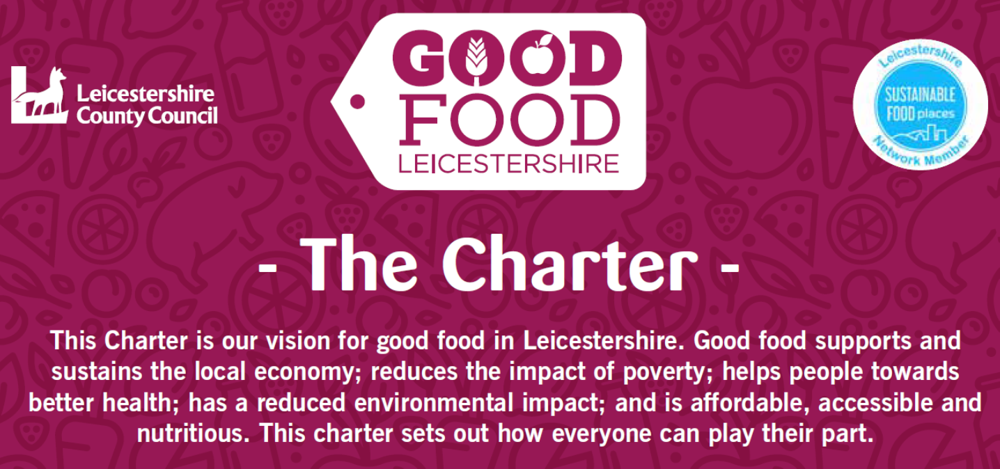 Leicestershire
County Council
GOOD
FOOD
LEICESTERSHIRE
Leicestershire
SUSTAINABLE
FOOD places
Network Member
- The Charter -
This Charter is our vision for good food in Leicestershire. Good food supports and
sustains the local economy; reduces the impact of poverty; helps people towards
better health; has a reduced environmental impact; and is affordable, accessible and
nutritious. This charter sets out how everyone can play their part.